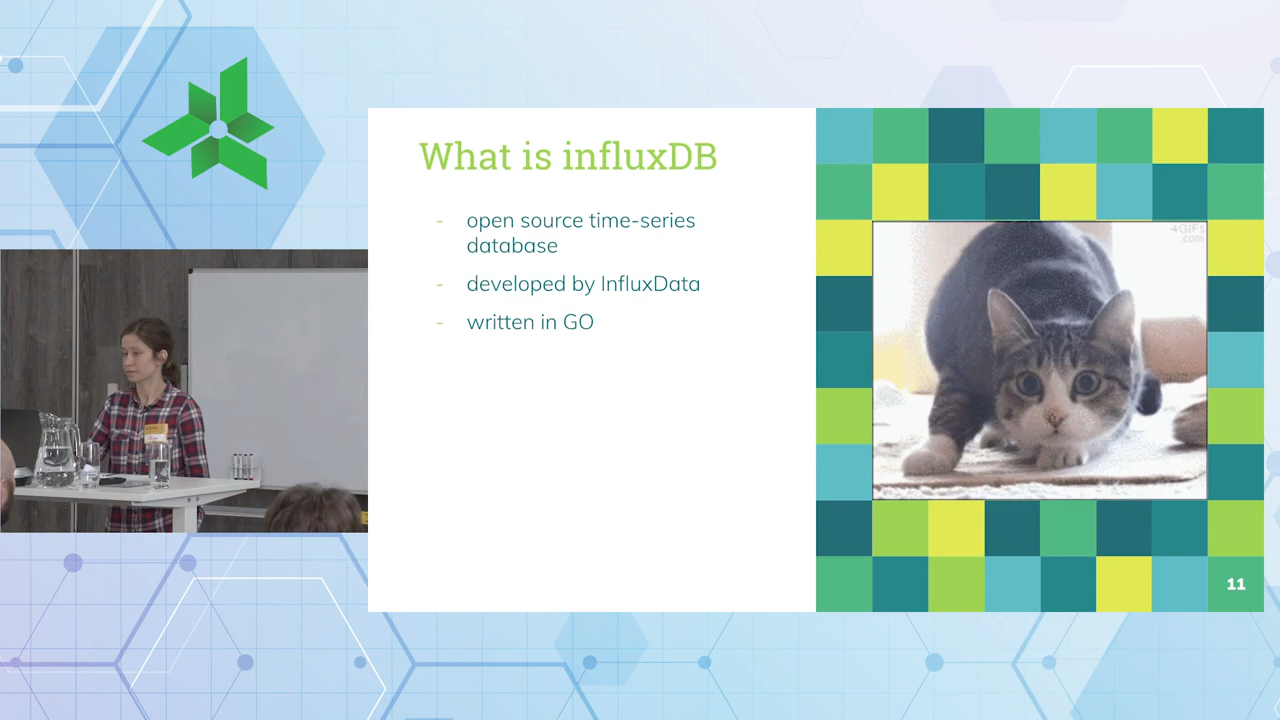 What is influxDB
- open source time-series
database
- developed by InfluxData
- written in GO
4GIFs
.com
11